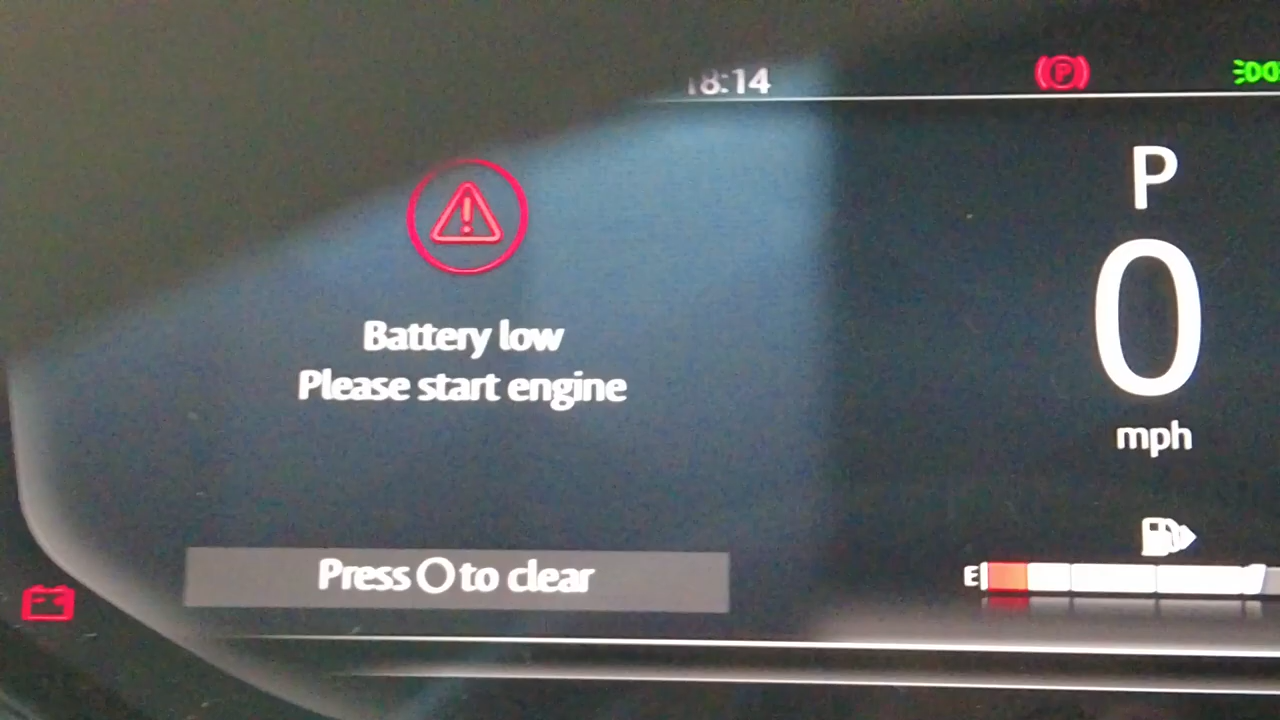 18:14
P
Battery low
Please start engine
P
0
mph
Press O to clear
E